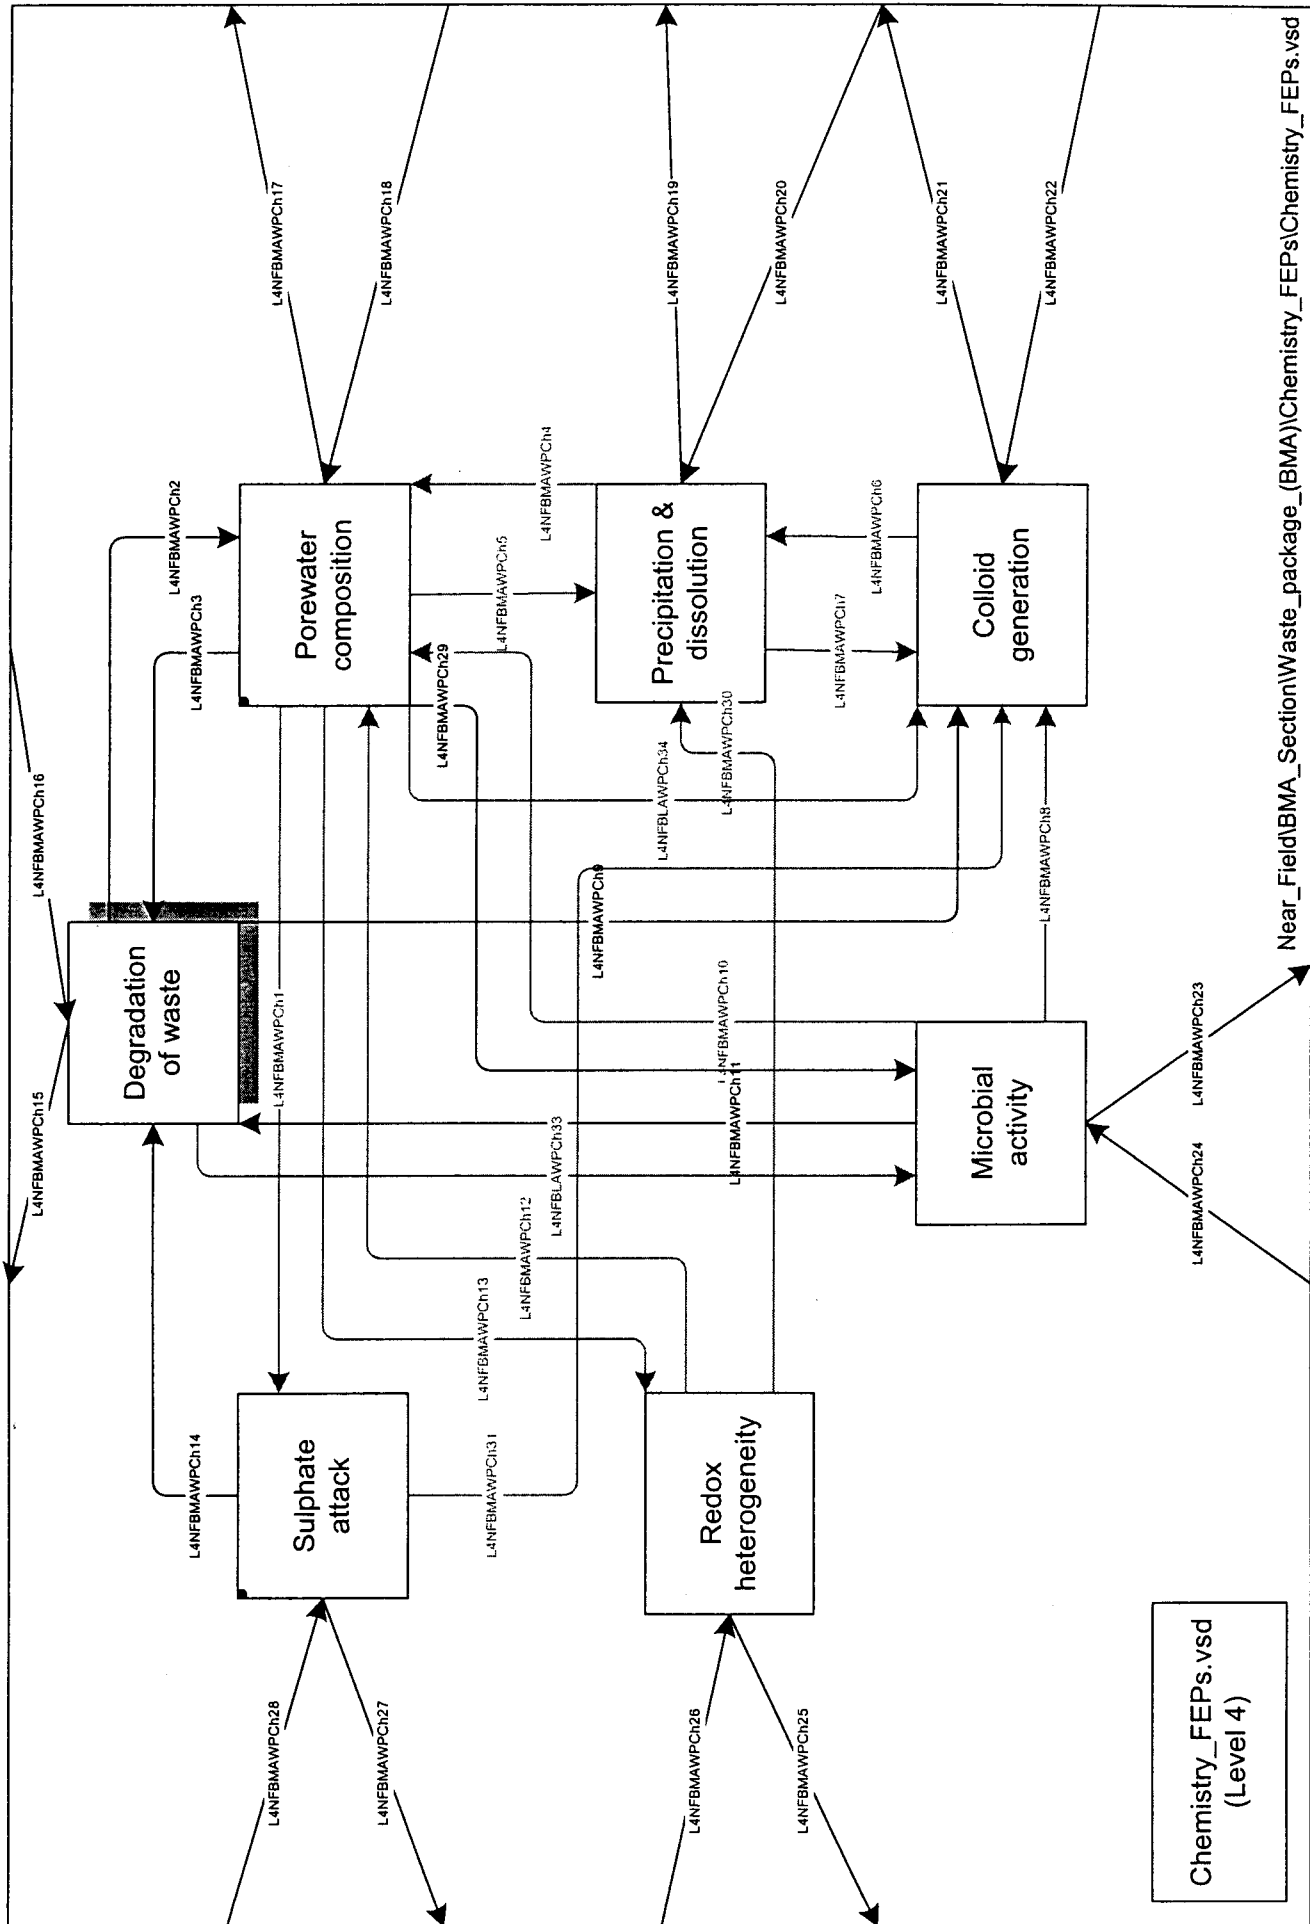 L4NFBMAWPCh15
L4NFBMAWPCh16
Degradation
of waste
L4NFBMAWPCh14
L4NFBMAWPCh3
L4NFBMAWPCh2
L4NFBMAWPCh28
L4NFBMAWPCh27
Sulphate
attack
L4NFBMAWPCh1
Porewater
composition
L4NFBMAWPCh17
L4NFBMAWPCh18
L4NFBMAWPCh31
L4NFBMAWPCh13
L4NFBMAWPCh12
L4NFBLAWPCh33
L4NFBMAWPCh29
L4NFBMAWPCh5
L4NFBMAWPCh4
L4NFBMAWPCh9
L4NFBLAWPCh34
L4NFBMAWPCh26
L4NFBMAWPCh25
Redox
heterogeneity
L4NFBMAWPCh11
L4NFBMAWPCh10
L4NFBMAWPCh30
Precipitation &
dissolution
L4NFBMAWPCh19
L4NFBMAWPCh20
L4NFBMAWPCh7
L4NFBMAWPCh6
Microbial
activity
L4NFBMAWPCh8
Colloid
generation
L4NFBMAWPCh21
L4NFBMAWPCh22
L4NFBMAWPCh24
L4NFBMAWPCh23
Chemistry_FEPs.vsd
(Level 4)
Near_Field\BMA_Section\Waste_package_(BMA)\Chemistry_FEPs\Chemistry_FEPs.vsd